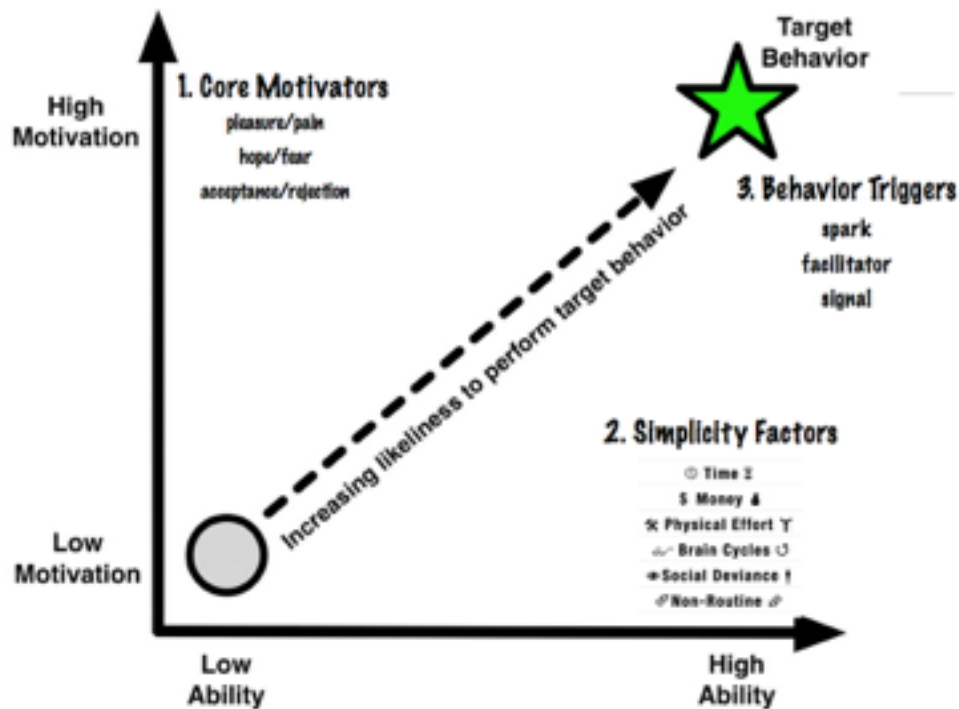 Target
Behavior
1. Core Motivators
pleasure/pain
hope/fear
acceptance/rejection
High
Motivation
3. Behavior Triggers
spark
facilitator
signal
Increasing likeliness to perform target behavior
2. Simplicity Factors
Time
$ Money
Physical Effort
Brain Cycles
Social Deviance
Non-Routine
Low
Motivation
Low
Ability
High
Ability